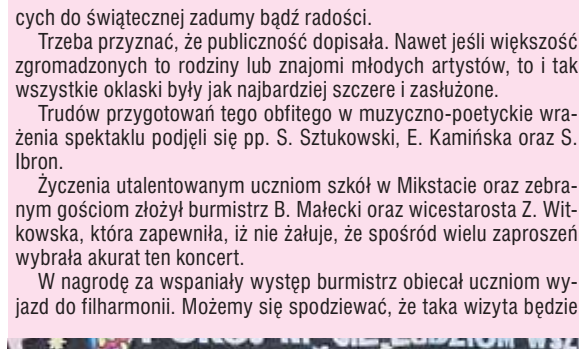 cych do świątecznej zadumy bądź radości.
Trzeba przyznać, że publiczność dopisała. Nawet jeśli większość
zgromadzonych to rodziny lub znajomi młodych artystów, to i tak
wszystkie oklaski były jak najbardziej szczere i zasłużone.
Trudów przygotowań tego obfitego w muzyczno-poetyckie wra-
żenia spektaklu podjęli się pp. S. Sztukowski, E. Kamińska oraz S.
Ibron.
Życzenia utalentowanym uczniom szkół w Mikstacie oraz zebra-
nym gościom złożył burmistrz B. Małecki oraz wicestarosta Z. Wit-
kowska, która zapewniła, iż nie żałuje, że spośród wielu zaproszeń
wybrała akurat ten koncert.
W nagrodę za wspaniały występ burmistrz obiecał uczniom wy-
jazd do filharmonii. Możemy się spodziewać, że taka wizyta będzie
LUDZIOM